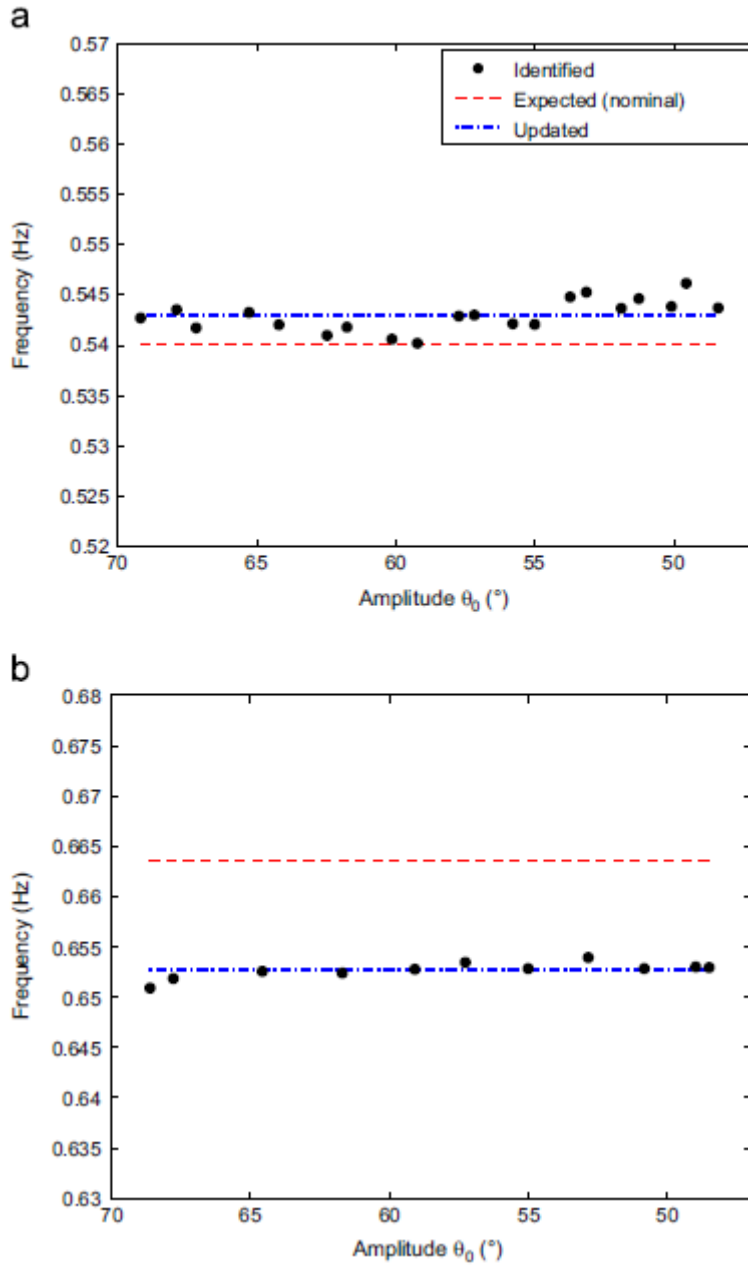 a
0.57
0.565
0.56
0.555
0.55
0.545
0.54
0.535
0.53
0.525
0.52
Frequency (Hz)
Identified
Expected (nominal)
Updated
70 65 60 55 50
Amplitude θ₀ (°)
b
0.68
0.675
0.67
0.665
0.66
0.655
0.65
0.645
0.64
0.635
0.63
Frequency (Hz)
70 65 60 55 50
Amplitude θ₀ (°)